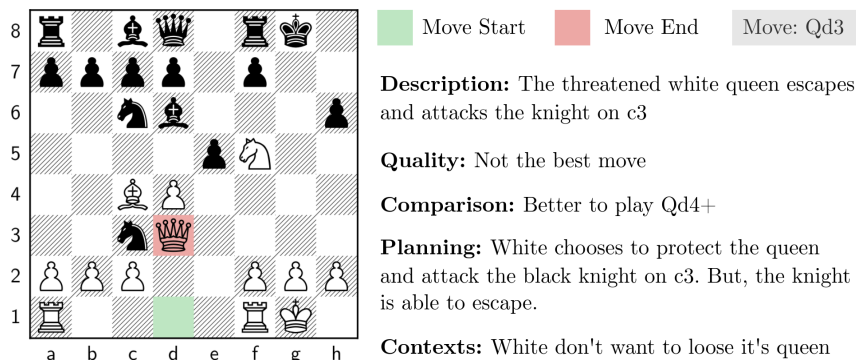 Move Start Move End Move: Qd3
8
7
6
5
4
3
2
1
a b c d e f g h
Description: The threatened white queen escapes
and attacks the knight on c3
Quality: Not the best move
Comparison: Better to play Qd4+
Planning: White chooses to protect the queen
and attack the black knight on c3. But, the knight
is able to escape.
Contexts: White don't want to loose it's queen